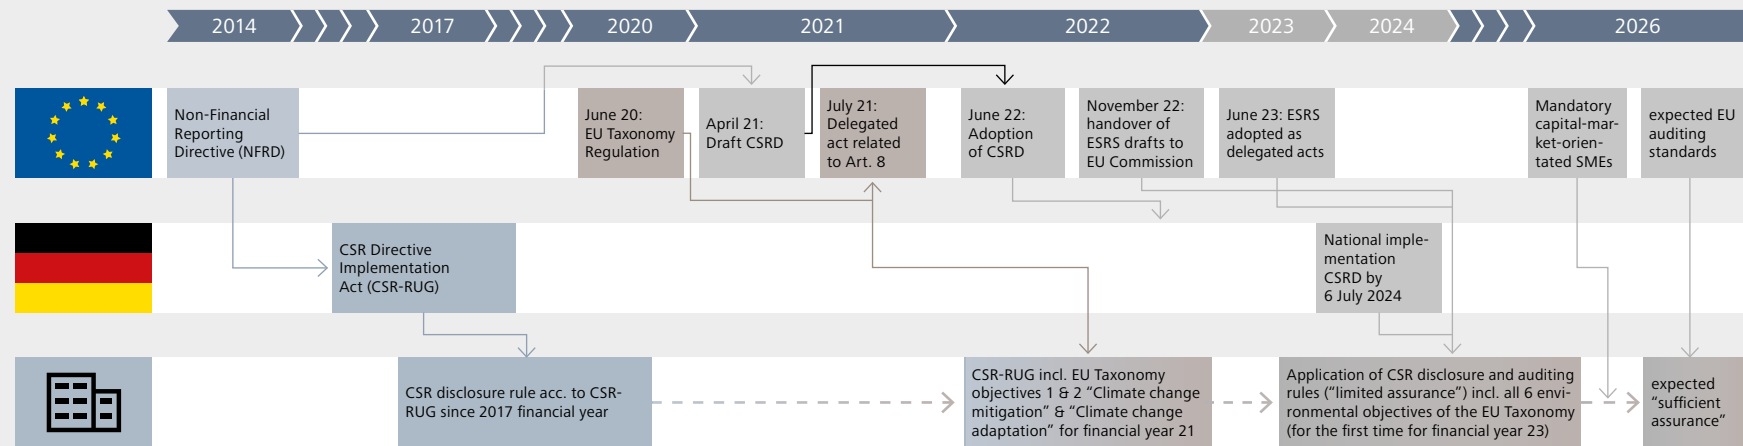 2014
2017
2020
2021
2022
2023
2024
2026
Non-Financial
Reporting
Directive (NFRD)
June 20:
EU Taxonomy
Regulation
April 21:
Draft CSRD
July 21:
Delegated
act related
to Art. 8
June 22:
Adoption
of CSRD
November 22:
handover of
ESRS drafts to
EU Commission
June 23: ESRS
adopted as
delegated acts
Mandatory
capital-mar-
ket-orien-
tated SMEs
expected EU
auditing
standards
CSR Directive
Implementation
Act (CSR-RUG)
National imple-
mentation
CSRD by
6 July 2024
CSR disclosure rule acc. to CSR-
RUG since 2017 financial year
CSR-RUG incl. EU Taxonomy
objectives 1 & 2 “Climate change
mitigation” & “Climate change
adaptation” for financial year 21
Application of CSR disclosure and auditing
rules (“limited assurance”) incl. all 6 envi-
ronmental objectives of the EU Taxonomy
(for the first time for financial year 23)
expected
“sufficient
assurance”